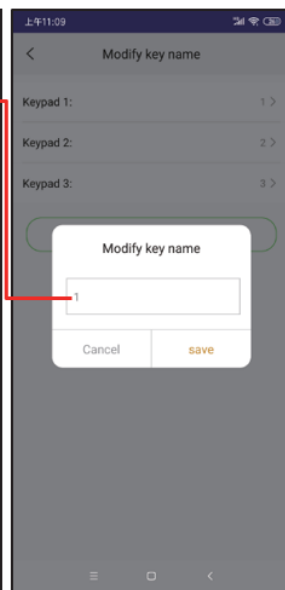 上午11:09
Modify key name
Keypad 1: 1 >
Keypad 2: 2 >
Keypad 3: 3 >
Modify key name
1
Cancel save